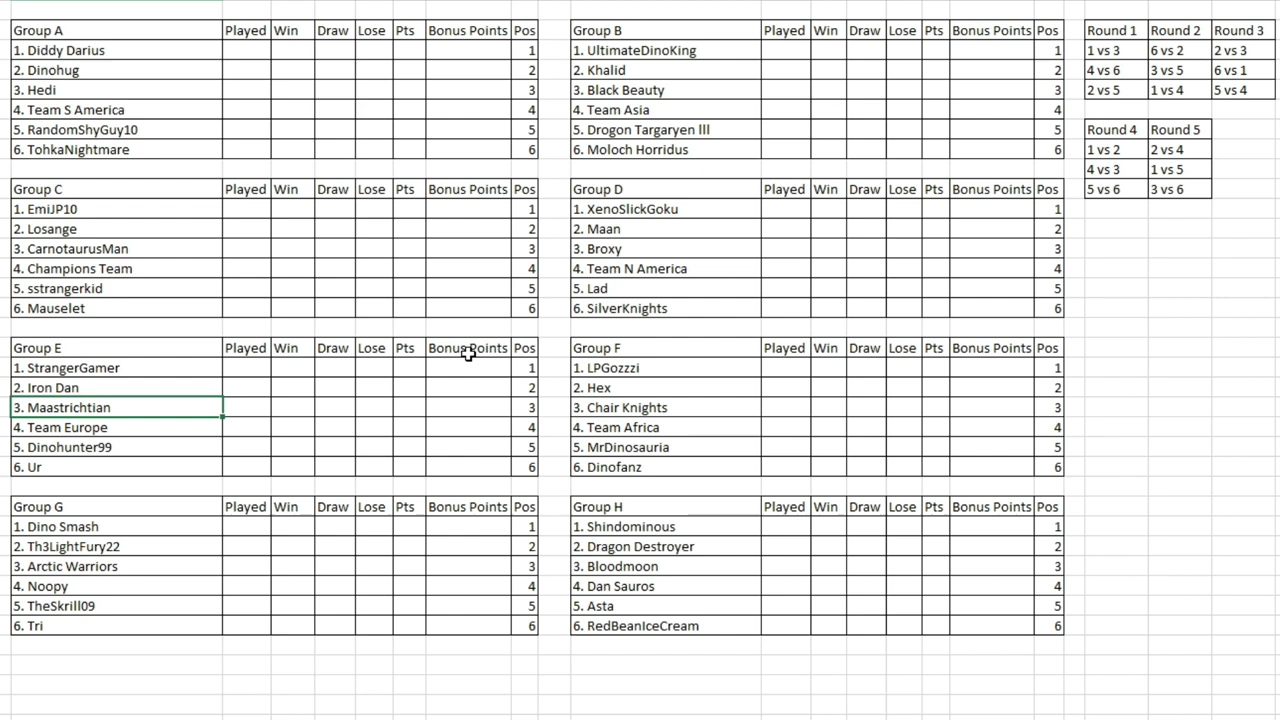 Group A Played Win Draw Lose Pts Bonus Points Pos
1. Diddy Darius 1
2. Dinohug 2
3. Hedi 3
4. Team S America 4
5. RandomShyGuy10 5
6. TohkaNightmare 6
Group B Played Win Draw Lose Pts Bonus Points Pos
1. UltimateDinoKing 1
2. Khalid 2
3. Black Beauty 3
4. Team Asia 4
5. Drogon Targaryen lll 5
6. Moloch Horridus 6
Round 1 Round 2 Round 3
1 vs 3 6 vs 2 2 vs 3
4 vs 6 3 vs 5 6 vs 1
2 vs 5 1 vs 4 5 vs 4
Round 4 Round 5
1 vs 2 2 vs 4
4 vs 3 1 vs 5
5 vs 6 3 vs 6
Group C Played Win Draw Lose Pts Bonus Points Pos
1. EmiJP10 1
2. Losange 2
3. CarnotaurusMan 3
4. Champions Team 4
5. sstrangerkid 5
6. Mauselet 6
Group D Played Win Draw Lose Pts Bonus Points Pos
1. XenoSlickGoku 1
2. Maan 2
3. Broxy 3
4. Team N America 4
5. Lad 5
6. SilverKnights 6
Group E Played Win Draw Lose Pts Bonus Points Pos
1. StrangerGamer 1
2. Iron Dan 2
3. Maastrichtian 3
4. Team Europe 4
5. Dinohunter99 5
6. Ur 6
Group F Played Win Draw Lose Pts Bonus Points Pos
1. LPGozzzi 1
2. Hex 2
3. Chair Knights 3
4. Team Africa 4
5. MrDinosauria 5
6. Dinofanz 6
Group G Played Win Draw Lose Pts Bonus Points Pos
1. Dino Smash 1
2. Th3LightFury22 2
3. Arctic Warriors 3
4. Noopy 4
5. TheSkrill09 5
6. Tri 6
Group H Played Win Draw Lose Pts Bonus Points Pos
1. Shindominous 1
2. Dragon Destroyer 2
3. Bloodmoon 3
4. Dan Sauros 4
5. Asta 5
6. RedBeanIceCream 6